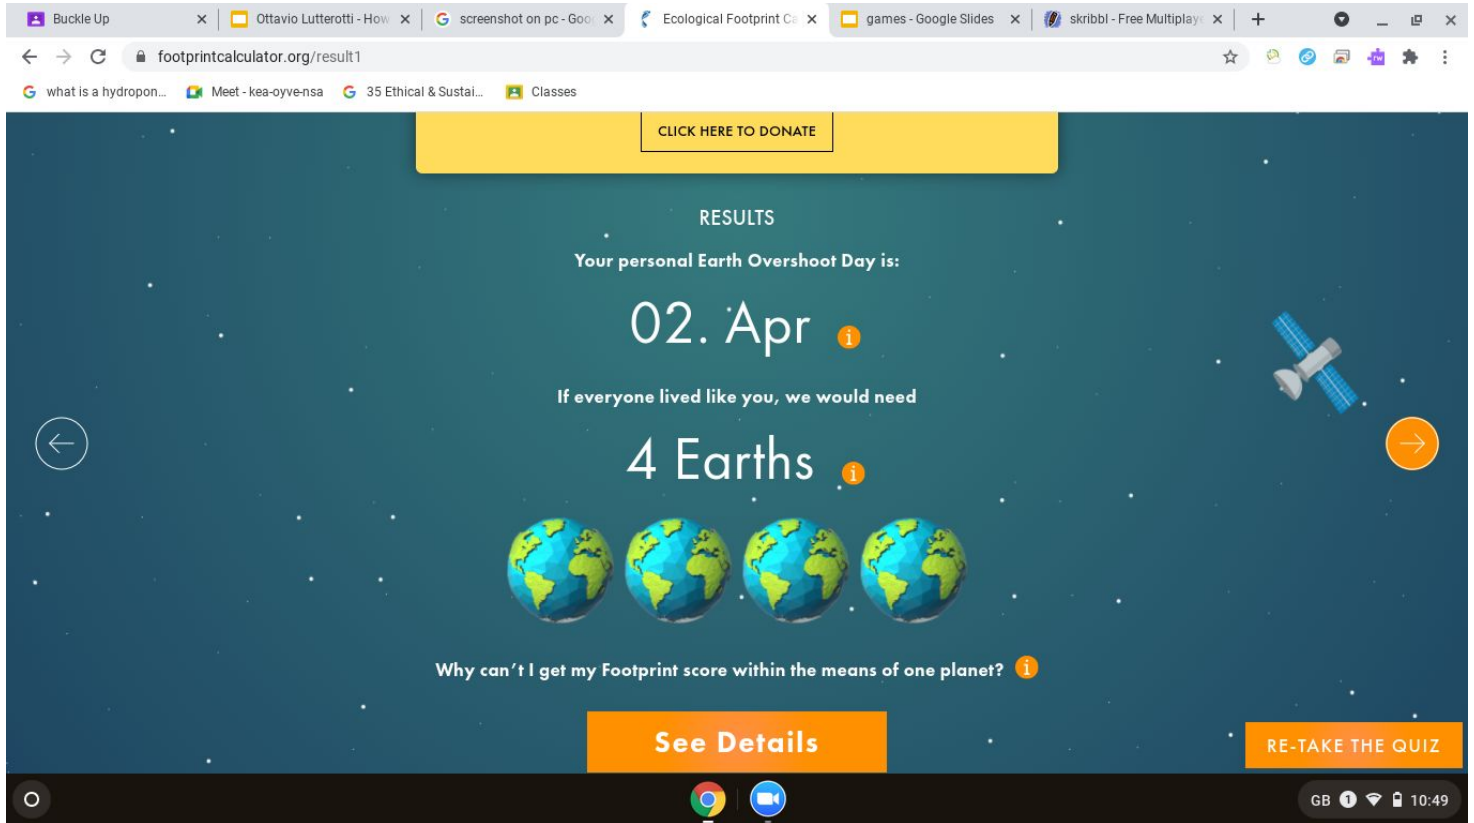 Buckle Up
Ottavio Lutterotti - How
screenshot on pc - Goo
Ecological Footprint Ca
games - Google Slides
skribbl - Free Multiplay
footprintcalculator.org/result1
rw
what is a hydropon...
Meet - kea-oyve-nsa
35 Ethical & Sustai...
Classes
CLICK HERE TO DONATE
RESULTS
Your personal Earth Overshoot Day is:
02. Apr i
If everyone lived like you, we would need
4 Earths i
Why can't I get my Footprint score within the means of one planet? i
See Details
RE-TAKE THE QUIZ
GB 1 10:49